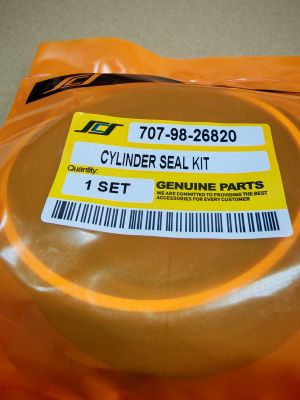 707-98-26820
CYLINDER SEAL KIT
Quantity:
1 SET
GENUINE PARTS
WE ARE COMMITTED TO PROVIDING THE BEST
ACCESSORIES FOR EVERY CUSTOMER